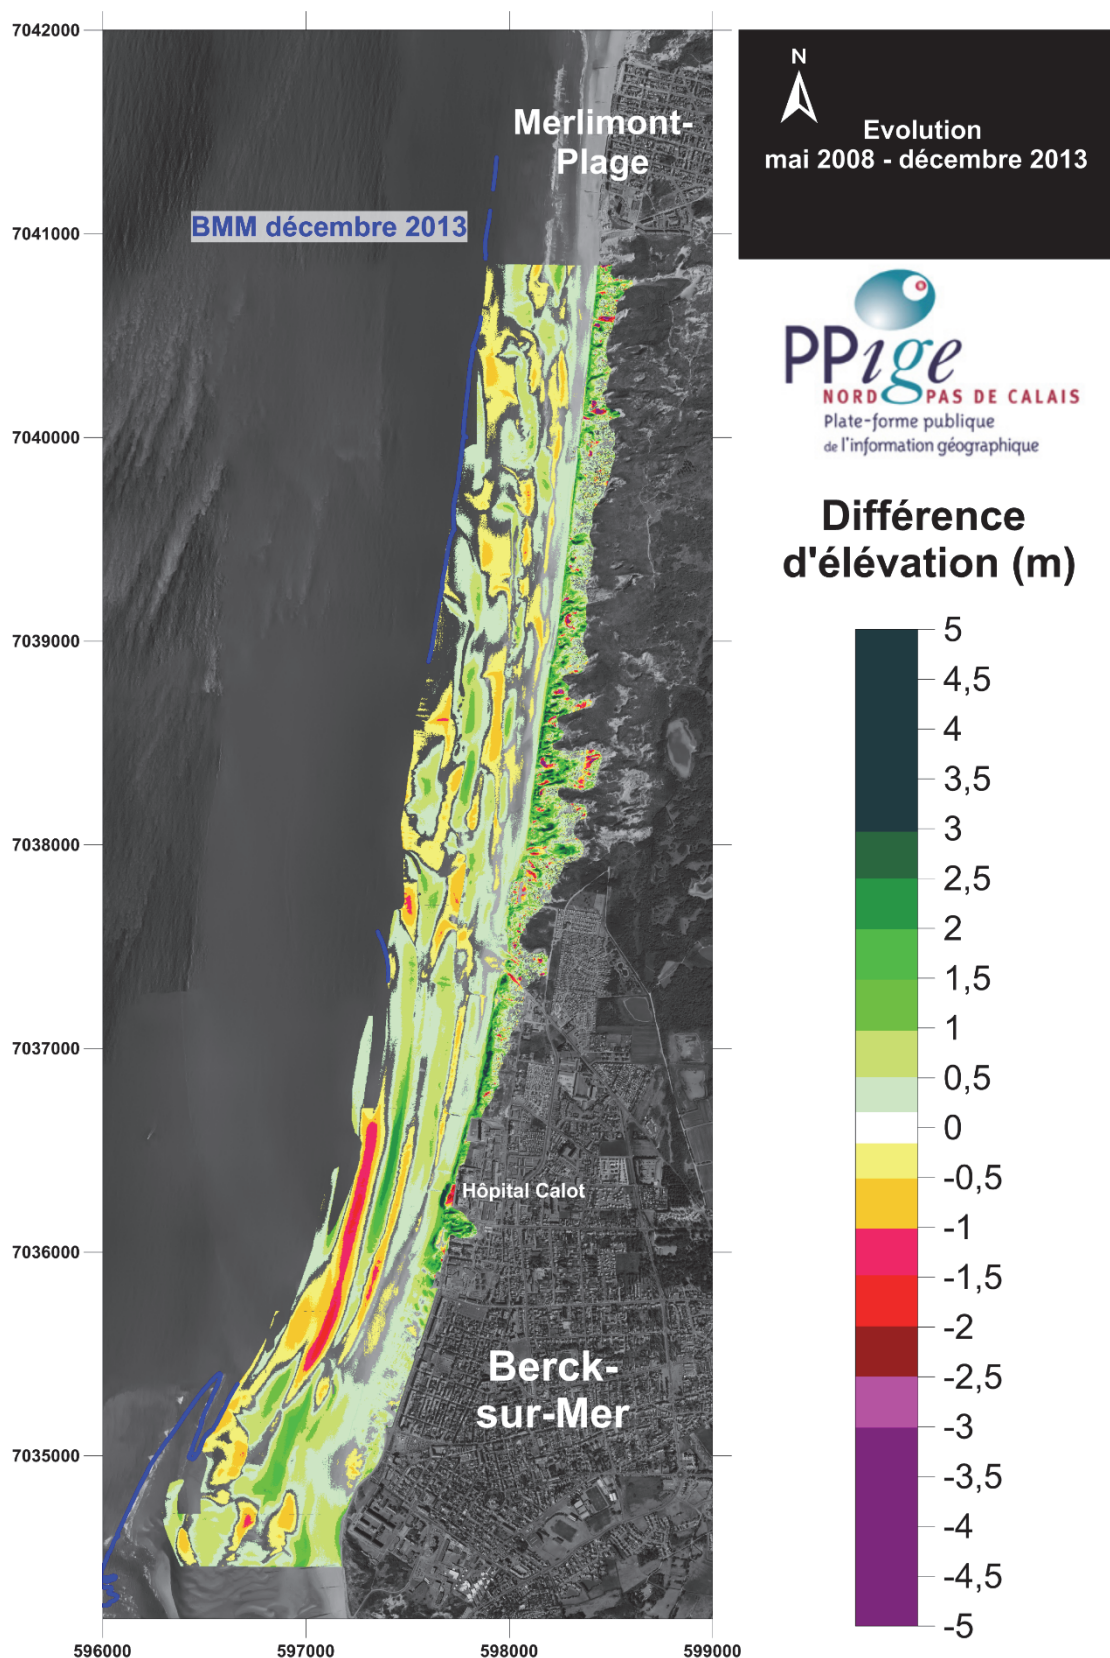 7042000
7041000
7040000
7039000
7038000
7037000
7036000
7035000
596000
597000
598000
599000
Merlimont-
Plage
BMM décembre 2013
Hôpital Calot
Berck-
sur-Mer
N
Evolution
mai 2008 - décembre 2013
PPige
NORD PAS DE CALAIS
Plate-forme publique
de l'information géographique
Différence
d'élévation (m)
5
4,5
4
3,5
3
2,5
2
1,5
1
0,5
0
-0,5
-1
-1,5
-2
-2,5
-3
-3,5
-4
-4,5
-5